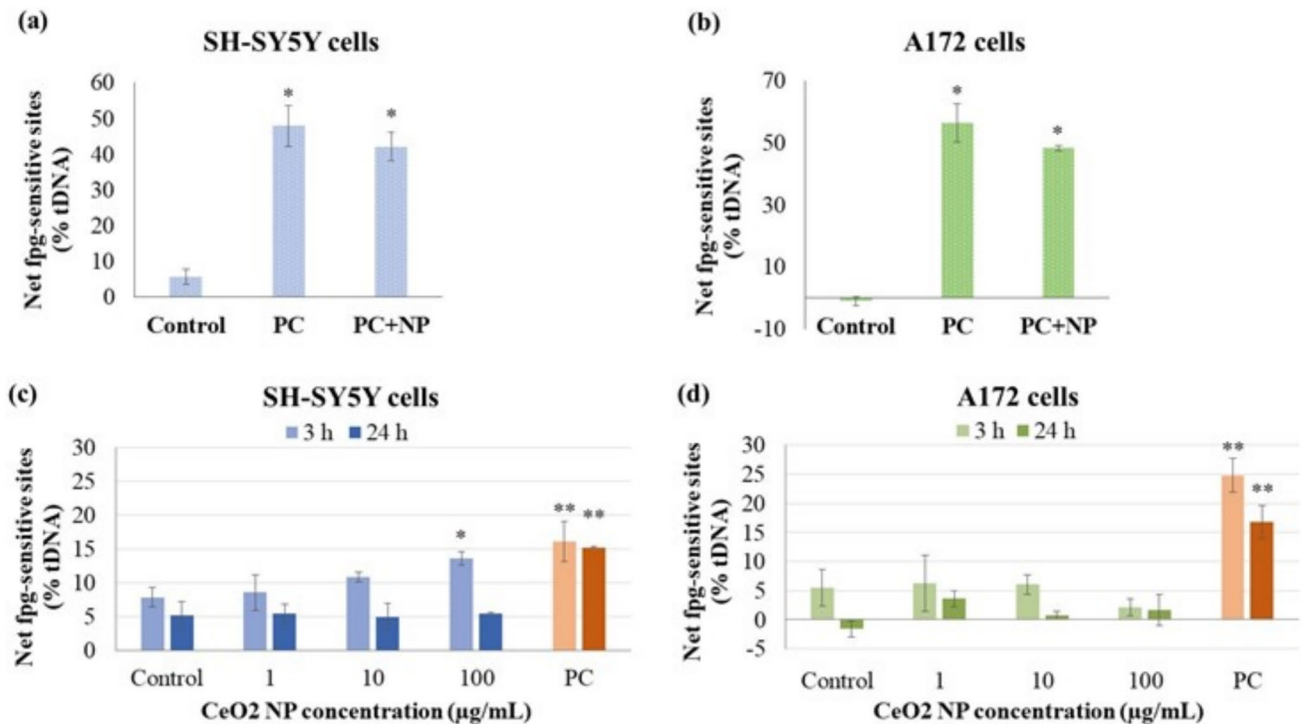 (a)
SH-SY5Y cells
Net fpg-sensitive sites
(% tDNA)
60
50
40
30
20
10
0
*
*
Control PC PC+NP
(b)
A172 cells
Net fpg-sensitive sites
(% tDNA)
70
50
30
10
-10
*
*
Control PC PC+NP
(c)
SH-SY5Y cells
3 h 24 h
Net fpg-sensitive sites
(% tDNA)
30
25
20
15
10
5
0
*
** **
Control 1 10 100 PC
CeO2 NP concentration (µg/mL)
(d)
A172 cells
3 h 24 h
Net fpg-sensitive sites
(% tDNA)
30
25
20
15
10
5
0
-5
**
**
Control 1 10 100 PC
CeO2 NP concentration (µg/mL)